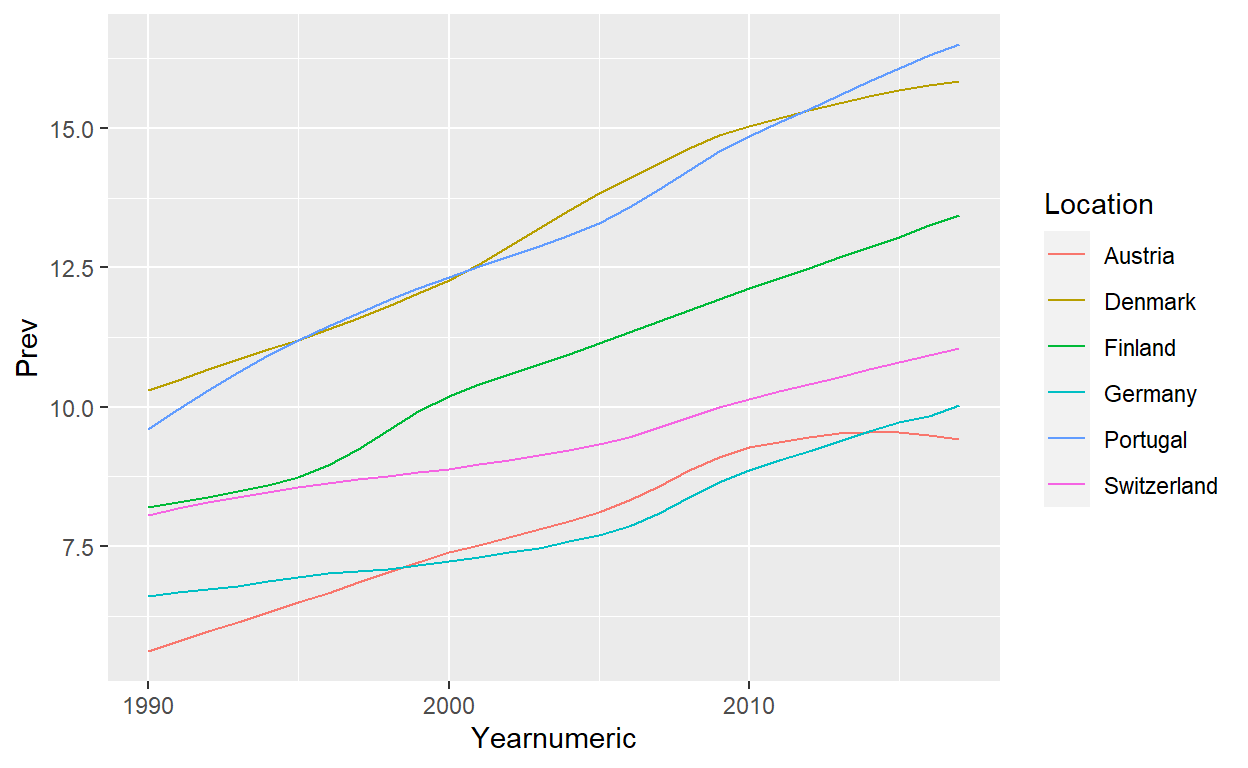 15.0
12.5
10.0
7.5
Prev
1990
2000
2010
Yearnumeric
Location
Austria
Denmark
Finland
Germany
Portugal
Switzerland